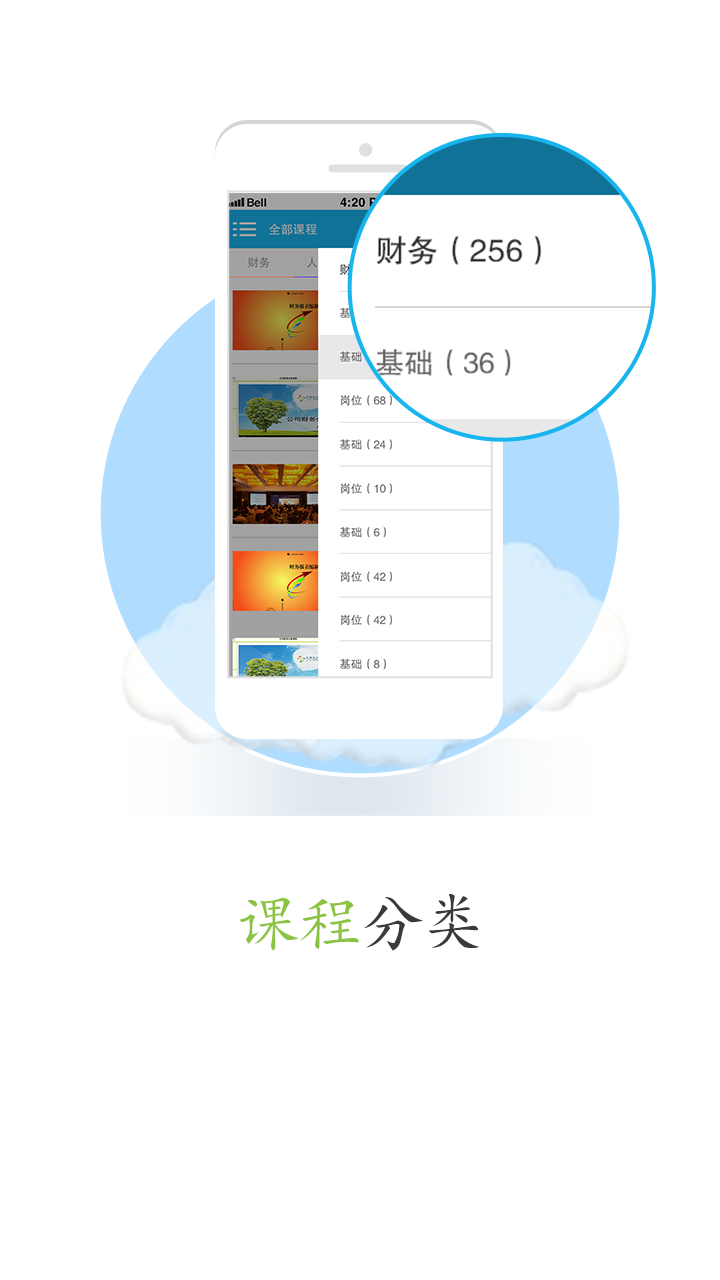 Bell 4:20 P
全部课程
财务 人
财务（256）
基础（36）
财
基
基础
岗位（68）
基础（24）
岗位（10）
基础（6）
岗位（42）
岗位（42）
基础（8）
课程分类